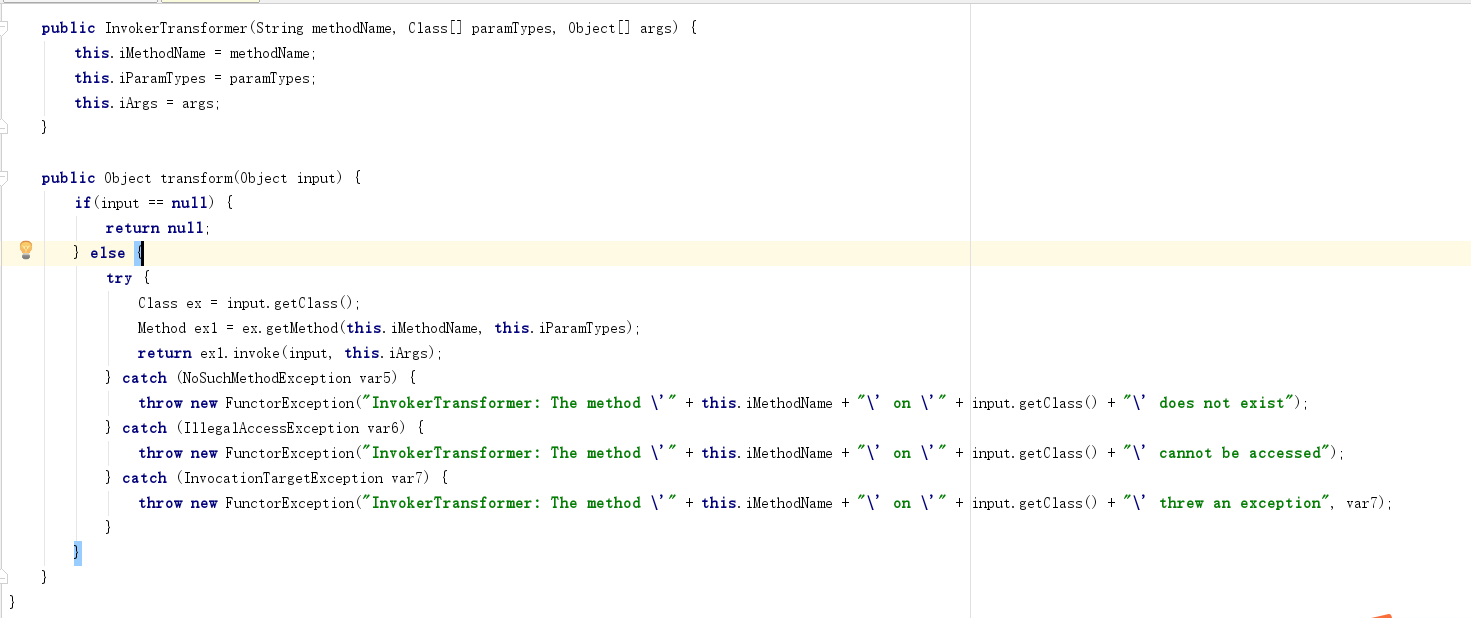 public InvokerTransformer(String methodName, Class[] paramTypes, Object[] args) {
this.iMethodName = methodName;
this.iParamTypes = paramTypes;
this.iArgs = args;
}
public Object transform(Object input) {
if(input == null) {
return null;
} else {
try {
Class ex = input.getClass();
Method ex1 = ex.getMethod(this.iMethodName, this.iParamTypes);
return ex1.invoke(input, this.iArgs);
} catch (NoSuchMethodException var5) {
throw new FunctorException("InvokerTransformer: The method \'" + this.iMethodName + "\' on \'" + input.getClass() + "\' does not exist");
} catch (IllegalAccessException var6) {
throw new FunctorException("InvokerTransformer: The method \'" + this.iMethodName + "\' on \'" + input.getClass() + "\' cannot be accessed");
} catch (InvocationTargetException var7) {
throw new FunctorException("InvokerTransformer: The method \'" + this.iMethodName + "\' on \'" + input.getClass() + "\' threw an exception", var7);
}
}
}
}